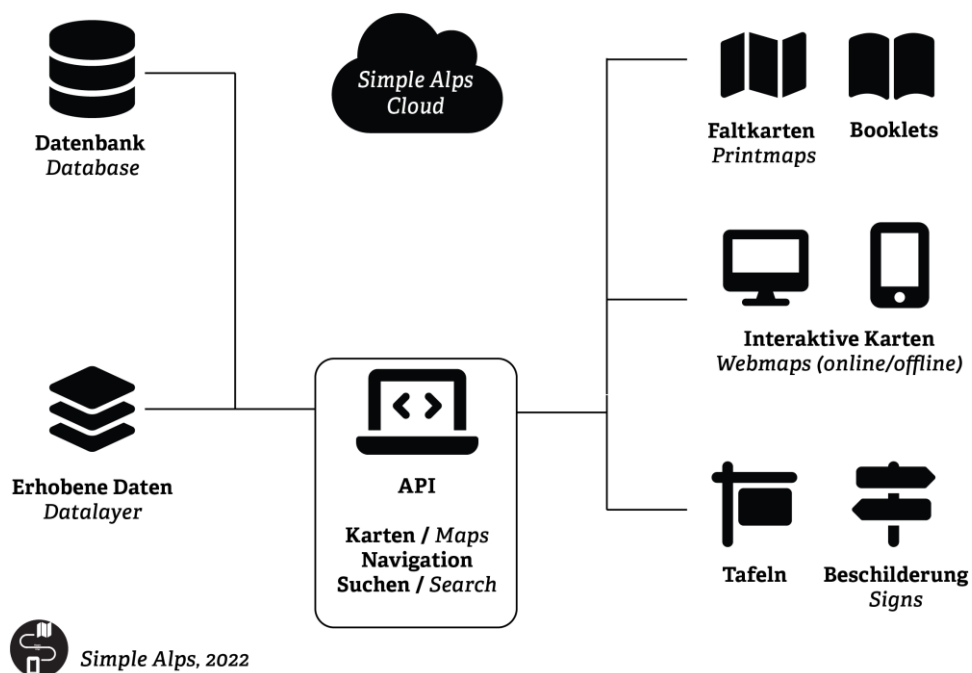 Simple Alps
Cloud
Datenbank
Database
Erhobene Daten
Datalayer
API
Karten / Maps
Navigation
Suchen / Search
Faltkarten
Printmaps
Booklets
Interaktive Karten
Webmaps (online/offline)
Tafeln
Beschilderung
Signs
Simple Alps, 2022